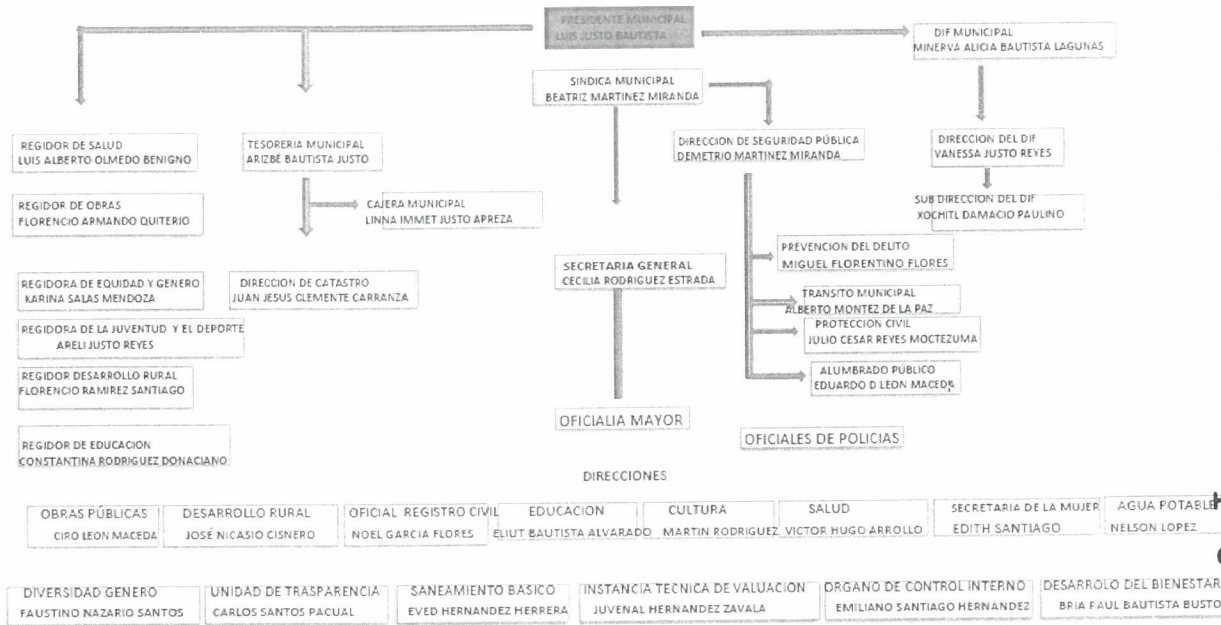 PRESIDENTE MUNICIPAL
LUIS JUSTO BAUTISTA
DIF MUNICIPAL
MINERVA ALICIA BAUTISTA LAGUNAS
SINDICA MUNICIPAL
BEATRIZ MARTINEZ MIRANDA
REGIDOR DE SALUD
LUIS ALBERTO OLMEDO BENIGNO
TESORERIA MUNICIPAL
ARIZBÉ BAUTISTA JUSTO
DIRECCION DE SEGURIDAD PÚBLICA
DEMETRIO MARTINEZ MIRANDA
DIRECCION DEL DIF
VANESSA JUSTO REYES
REGIDOR DE OBRAS
FLORENCIO ARMANDO QUITERIO
CAJERA MUNICIPAL
LINNA IMMET JUSTO APREZA
SUB DIRECCION DEL DIF
XOCHITL DAMACIO PAULINO
PREVENCION DEL DELITO
MIGUEL FLORENTINO FLORES
SECRETARIA GENERAL
CECILIA RODRIGUEZ ESTRADA
REGIDORA DE EQUIDAD Y GENERO
KARINA SALAS MENDOZA
DIRECCION DE CATASTRO
JUAN JESUS CLEMENTE CARRANZA
TRÁNSITO MUNICIPAL
ALBERTO MONTEZ DE LA PAZ
REGIDORA DE LA JUVENTUD Y EL DEPORTE
ARELI JUSTO REYES
PROTECCION CIVIL
JULIO CESAR REYES MOCTEZUMA
REGIDOR DESARROLLO RURAL
FLORENCIO RAMIREZ SANTIAGO
ALUMBRADO PÚBLICO
EDUARDO D LEON MACEDA
OFICIALIA MAYOR
OFICIALES DE POLICIAS
REGIDOR DE EDUCACION
CONSTANTINA RODRIGUEZ DONACIANO
DIRECCIONES
OBRAS PÚBLICAS
CIRO LEON MACEDA
DESARROLLO RURAL
JOSÉ NICASIO CISNERO
OFICIAL REGISTRO CIVIL
NOEL GARCIA FLORES
EDUCACION
ELIUT BAUTISTA ALVARADO
CULTURA
MARTIN RODRIGUEZ
SALUD
VICTOR HUGO ARROLLO
SECRETARIA DE LA MUJER
EDITH SANTIAGO
AGUA POTABLE
NELSON LOPEZ
DIVERSIDAD GENERO
FAUSTINO NAZARIO SANTOS
UNIDAD DE TRASPARENCIA
CARLOS SANTOS PACUAL
SANEAMIENTO BASICO
EVED HERNANDEZ HERRERA
INSTANCIA TECNICA DE VALUACION
JUVENAL HERNANDEZ ZAVALA
ORGANO DE CONTROL INTERNO
EMILIANO SANTIAGO HERNANDEZ
DESARROLO DEL BIENESTAR
BRIA PAUL BAUTISTA BUSTO